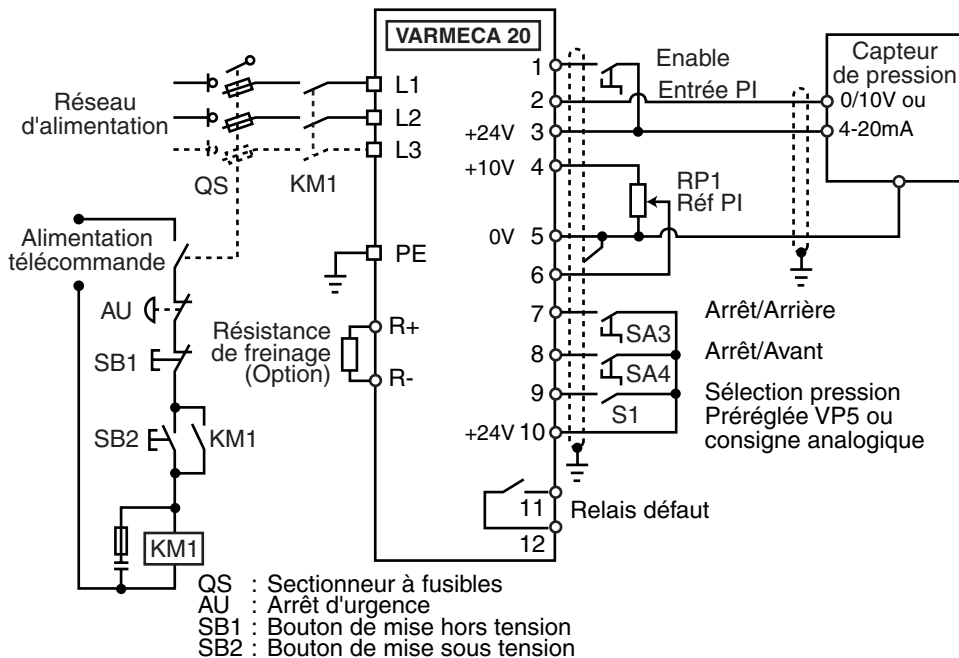 VARMECA 20
Réseau
d'alimentation
QS
KM1
L1
L2
L3
PE
R+
R-
Résistance
de freinage
(Option)
Alimentation
télécommande
AU
SB1
SB2
KM1
KM1
1
2
+24V 3
+10V 4
0V 5
6
7
8
9
+24V 10
11
12
Enable
Entrée PI
RP1
Réf PI
Capteur
de pression
0/10V ou
4-20mA
SA3
Arrêt/Arrière
SA4
Arrêt/Avant
S1
Sélection pression
Préréglée VP5 ou
consigne analogique
Relais défaut
QS : Sectionneur à fusibles
AU : Arrêt d'urgence
SB1 : Bouton de mise hors tension
SB2 : Bouton de mise sous tension